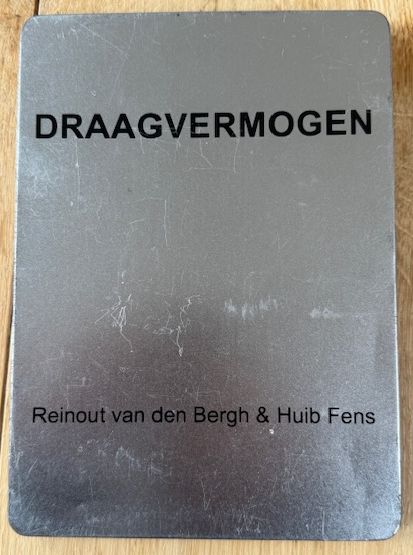 DRAAGVERMOGEN
Reinout van den Bergh & Huib Fens